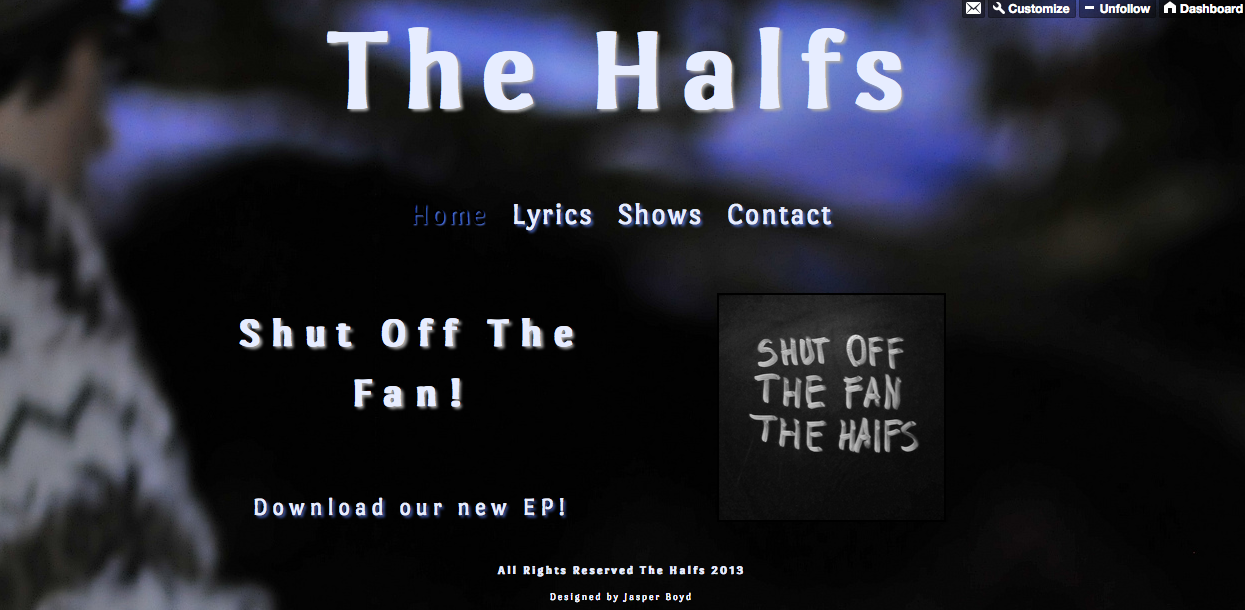 Customize Unfollow Dashboard
The Halfs
Home Lyrics Shows Contact
Shut Off The
Fan!
SHUT OFF
THE FAN
THE HAlFS
Download our new EP!
All Rights Reserved The Halfs 2013
Designed by Jasper Boyd